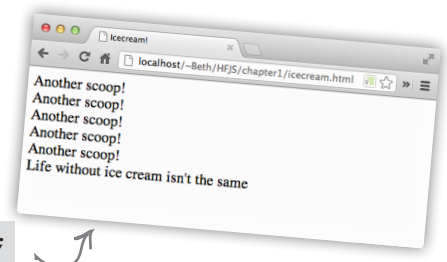 Icecream!
localhost/~Beth/HFJS/chapter1/icecream.html
Another scoop!
Another scoop!
Another scoop!
Another scoop!
Another scoop!
Life without ice cream isn't the same
;